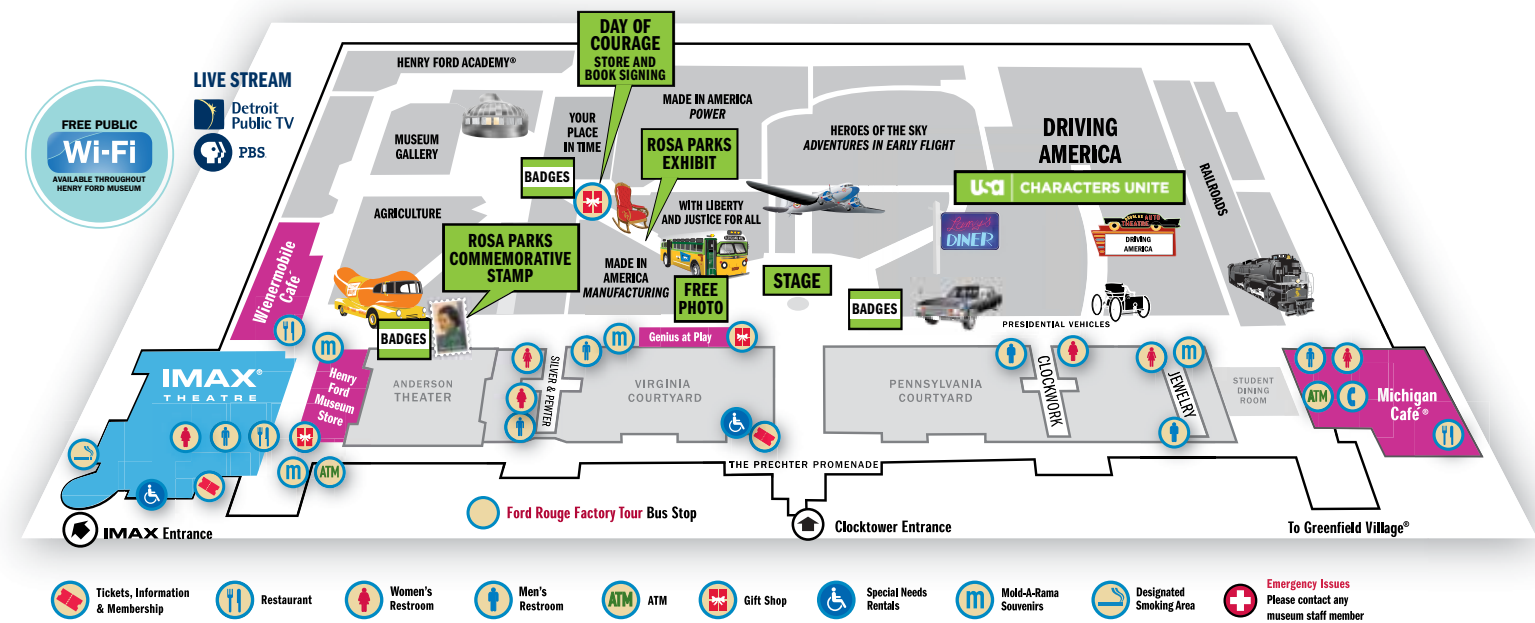 DAY OF
COURAGE
STORE AND
BOOK SIGNING
HENRY FORD ACADEMY®
LIVE STREAM
Detroit
Public TV
PBS
FREE PUBLIC
Wi-Fi
AVAILABLE THROUGHOUT
HENRY FORD MUSEUM
MUSEUM
GALLERY
YOUR
PLACE
IN TIME
MADE IN AMERICA
POWER
ROSA PARKS
EXHIBIT
HEROES OF THE SKY
ADVENTURES IN EARLY FLIGHT
DRIVING
AMERICA
USA CHARACTERS UNITE
RAILROADS
BADGES
AGRICULTURE
WITH LIBERTY
AND JUSTICE FOR ALL
DINER
DRIVING
AMERICA
ROSA PARKS
COMMEMORATIVE
STAMP
MADE IN
AMERICA
MANUFACTURING
FREE
PHOTO
STAGE
BADGES
PRESIDENTIAL VEHICLES
Wienermobile
Café
BADGES
m
Genius at Play
m
m
IMAX®
THEATRE
Henry
Ford
Museum
Store
ANDERSON
THEATER
SILVER & PEWTER
VIRGINIA
COURTYARD
PENNSYLVANIA
COURTYARD
CLOCKWORK
JEWELRY
STUDENT
DINING
ROOM
ATM
Michigan
Café®
m
ATM
THE PRECHTER PROMENADE
IMAX Entrance
Ford Rouge Factory Tour Bus Stop
Clocktower Entrance
To Greenfield Village®
Tickets, Information
& Membership
Restaurant
Women's
Restroom
Men's
Restroom
ATM
ATM
Gift Shop
Special Needs
Rentals
m
Mold-A-Rama
Souvenirs
Designated
Smoking Area
Emergency Issues
Please contact any
museum staff member